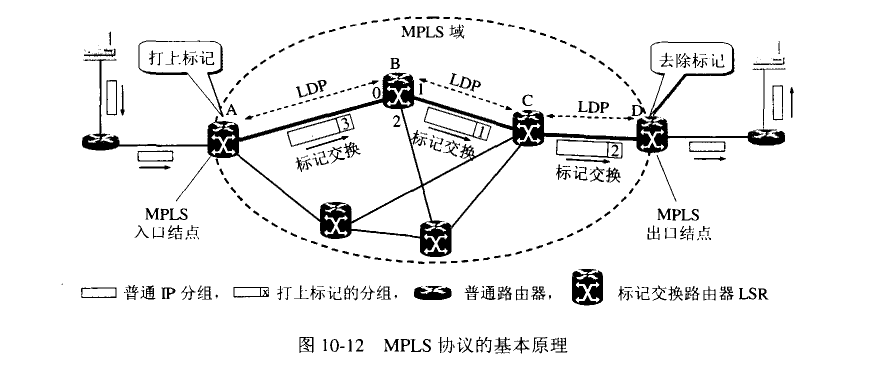 MPLS 域
打上标记
去除标记
B
LDP
LDP
0
1
C
LDP
A
2
D
3
1
2
标记交换
标记交换
标记交换
MPLS
入口结点
MPLS
出口结点
普通 IP 分组，
x
打上标记的分组，
普通路由器，
标记交换路由器 LSR
图 10-12 MPLS 协议的基本原理